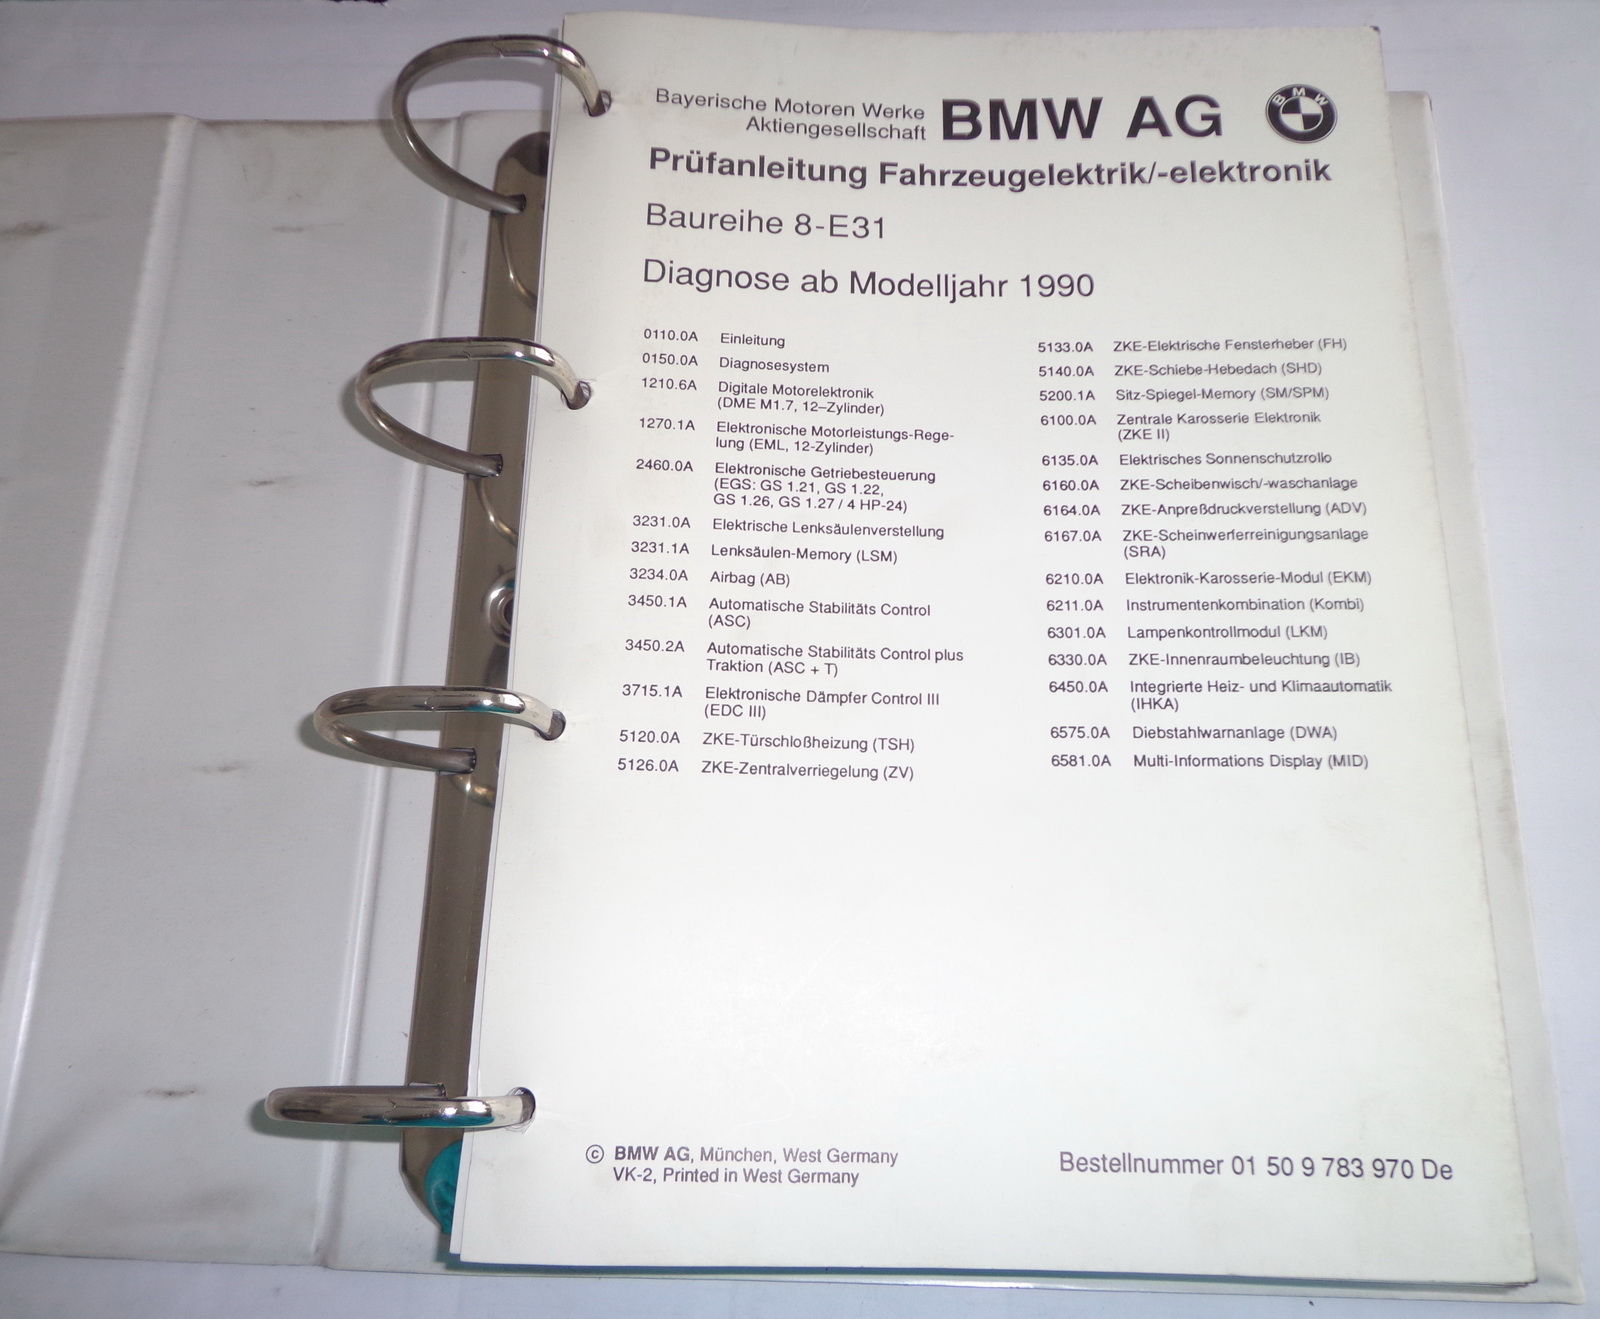 Bayerische Motoren Werke
Aktiengesellschaft
BMW AG
BMW
Prüfanleitung Fahrzeugelektrik/-elektronik
Baureihe 8-E31
Diagnose ab Modelljahr 1990
0110.0A Einleitung
0150.0A Diagnosesystem
1210.6A Digitale Motorelektronik
(DME M1.7, 12–Zylinder)
1270.1A Elektronische Motorleistungs-Rege-
lung (EML, 12-Zylinder)
2460.0A Elektronische Getriebesteuerung
(EGS: GS 1.21, GS 1.22,
GS 1.26, GS 1.27 / 4 HP-24)
3231.0A Elektrische Lenksäulenverstellung
3231.1A Lenksäulen-Memory (LSM)
3234.0A Airbag (AB)
3450.1A Automatische Stabilitäts Control
(ASC)
3450.2A Automatische Stabilitäts Control plus
Traktion (ASC + T)
3715.1A Elektronische Dämpfer Control III
(EDC III)
5120.0A ZKE-Türschloßheizung (TSH)
5126.0A ZKE-Zentralverriegelung (ZV)
5133.0A ZKE-Elektrische Fensterheber (FH)
5140.0A ZKE-Schiebe-Hebedach (SHD)
5200.1A Sitz-Spiegel-Memory (SM/SPM)
6100.0A Zentrale Karosserie Elektronik
(ZKE II)
6135.0A Elektrisches Sonnenschutzrollo
6160.0A ZKE-Scheibenwisch/-waschanlage
6164.0A ZKE-Anpreßdruckverstellung (ADV)
6167.0A ZKE-Scheinwerferreinigungsanlage
(SRA)
6210.0A Elektronik-Karosserie-Modul (EKM)
6211.0A Instrumentenkombination (Kombi)
6301.0A Lampenkontrollmodul (LKM)
6330.0A ZKE-Innenraumbeleuchtung (IB)
6450.0A Integrierte Heiz- und Klimaautomatik
(IHKA)
6575.0A Diebstahlwarnanlage (DWA)
6581.0A Multi-Informations Display (MID)
© BMW AG, München, West Germany
VK-2, Printed in West Germany
Bestellnummer 01 50 9 783 970 De